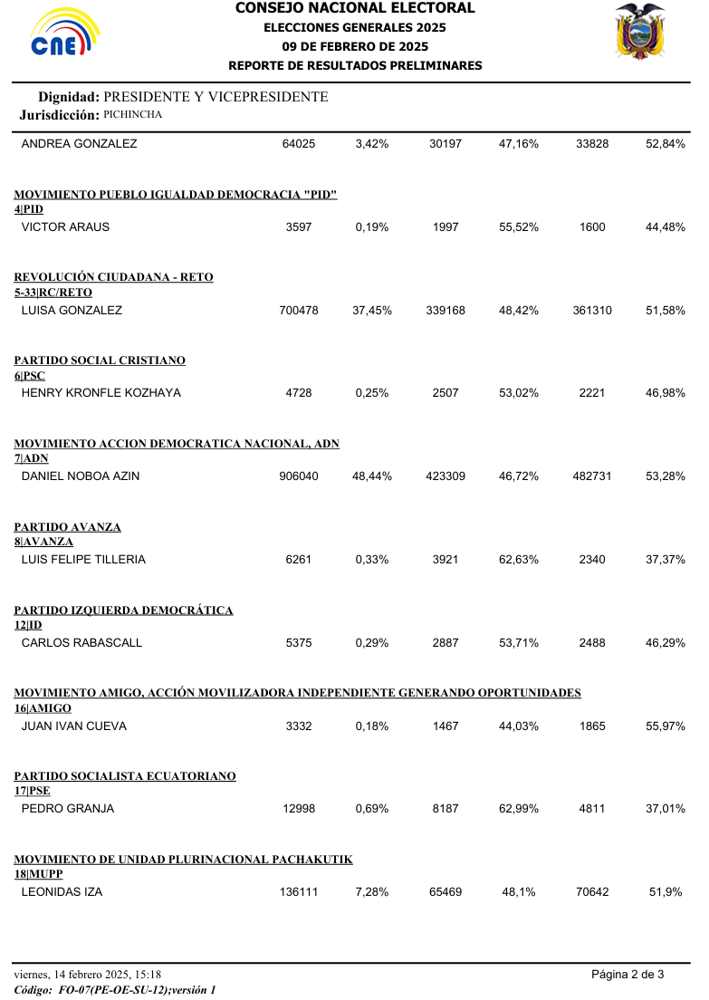 CNE
CONSEJO NACIONAL ELECTORAL
ELECCIONES GENERALES 2025
09 DE FEBRERO DE 2025
REPORTE DE RESULTADOS PRELIMINARES
Dignidad: PRESIDENTE Y VICEPRESIDENTE
Jurisdicción: PICHINCHA
ANDREA GONZALEZ 64025 3,42% 30197 47,16% 33828 52,84%
MOVIMIENTO PUEBLO IGUALDAD DEMOCRACIA "PID"
4|PID
VICTOR ARAUS 3597 0,19% 1997 55,52% 1600 44,48%
REVOLUCIÓN CIUDADANA - RETO
5-33|RC/RETO
LUISA GONZALEZ 700478 37,45% 339168 48,42% 361310 51,58%
PARTIDO SOCIAL CRISTIANO
6|PSC
HENRY KRONFLE KOZHAYA 4728 0,25% 2507 53,02% 2221 46,98%
MOVIMIENTO ACCION DEMOCRATICA NACIONAL, ADN
7|ADN
DANIEL NOBOA AZIN 906040 48,44% 423309 46,72% 482731 53,28%
PARTIDO AVANZA
8|AVANZA
LUIS FELIPE TILLERIA 6261 0,33% 3921 62,63% 2340 37,37%
PARTIDO IZQUIERDA DEMOCRÁTICA
12|ID
CARLOS RABASCALL 5375 0,29% 2887 53,71% 2488 46,29%
MOVIMIENTO AMIGO, ACCIÓN MOVILIZADORA INDEPENDIENTE GENERANDO OPORTUNIDADES
16|AMIGO
JUAN IVAN CUEVA 3332 0,18% 1467 44,03% 1865 55,97%
PARTIDO SOCIALISTA ECUATORIANO
17|PSE
PEDRO GRANJA 12998 0,69% 8187 62,99% 4811 37,01%
MOVIMIENTO DE UNIDAD PLURINACIONAL PACHAKUTIK
18|MUPP
LEONIDAS IZA 136111 7,28% 65469 48,1% 70642 51,9%
viernes, 14 febrero 2025, 15:18 Página 2 de 3
Código: FO-07(PE-OE-SU-12);versión 1